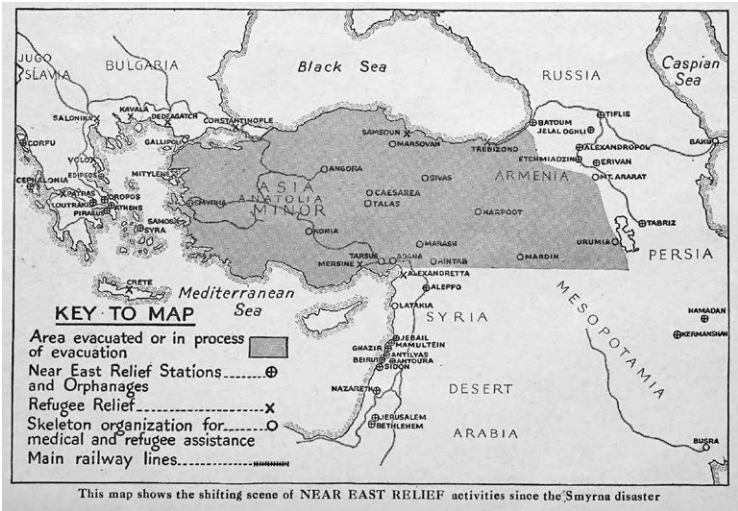 JUGO
SLAVIA
BULGARIA
Black Sea
RUSSIA
Caspian
Sea
SALONIKA
KAVALA
DEDEAGATCH
CONSTANTINOPLE
GALLIPOLI
CORFU
VOLO
EDIPSOS
MITYLENE
CEPHALONIA
PATRAS
LOUTRAKI
OROPOS
ATHENS
PIRAEUS
SYRA
SAMOS
SMYRNA
CRETE
SAMSOUN
MARSOVAN
TREBIZOND
BATOUM
TIFLIS
JELAL OGHLI
ALEXANDROPOL
ETCHMIADZIN
ERIVAN
BAKU
ARMENIA
MT. ARARAT
ANGORA
SIVAS
ASIA
ANATOLIA
MINOR
CAESAREA
TALAS
HARPOOT
KONIA
MARASH
TARSUS
ADANA
AINTAB
MARDIN
MERSINE
ALEXANDRETTA
URUMIA
TABRIZ
PERSIA
ALEPPO
Mediterranean
Sea
LATAKIA
SYRIA
MESOPOTAMIA
HAMADAN
KERMANSHAH
JEBAIL
GHAZIR
MAMULTEIN
ANTILYAS
BEIRUT
ANTOURA
SIDON
NAZARETH
DESERT
JERUSALEM
BETHLEHEM
ARABIA
BUSRA
KEY TO MAP
Area evacuated or in process
of evacuation
Near East Relief Stations
and Orphanages
Refugee Relief
Skeleton organization for
medical and refugee assistance
Main railway lines
This map shows the shifting scene of NEAR EAST RELIEF activities since the Smyrna disaster